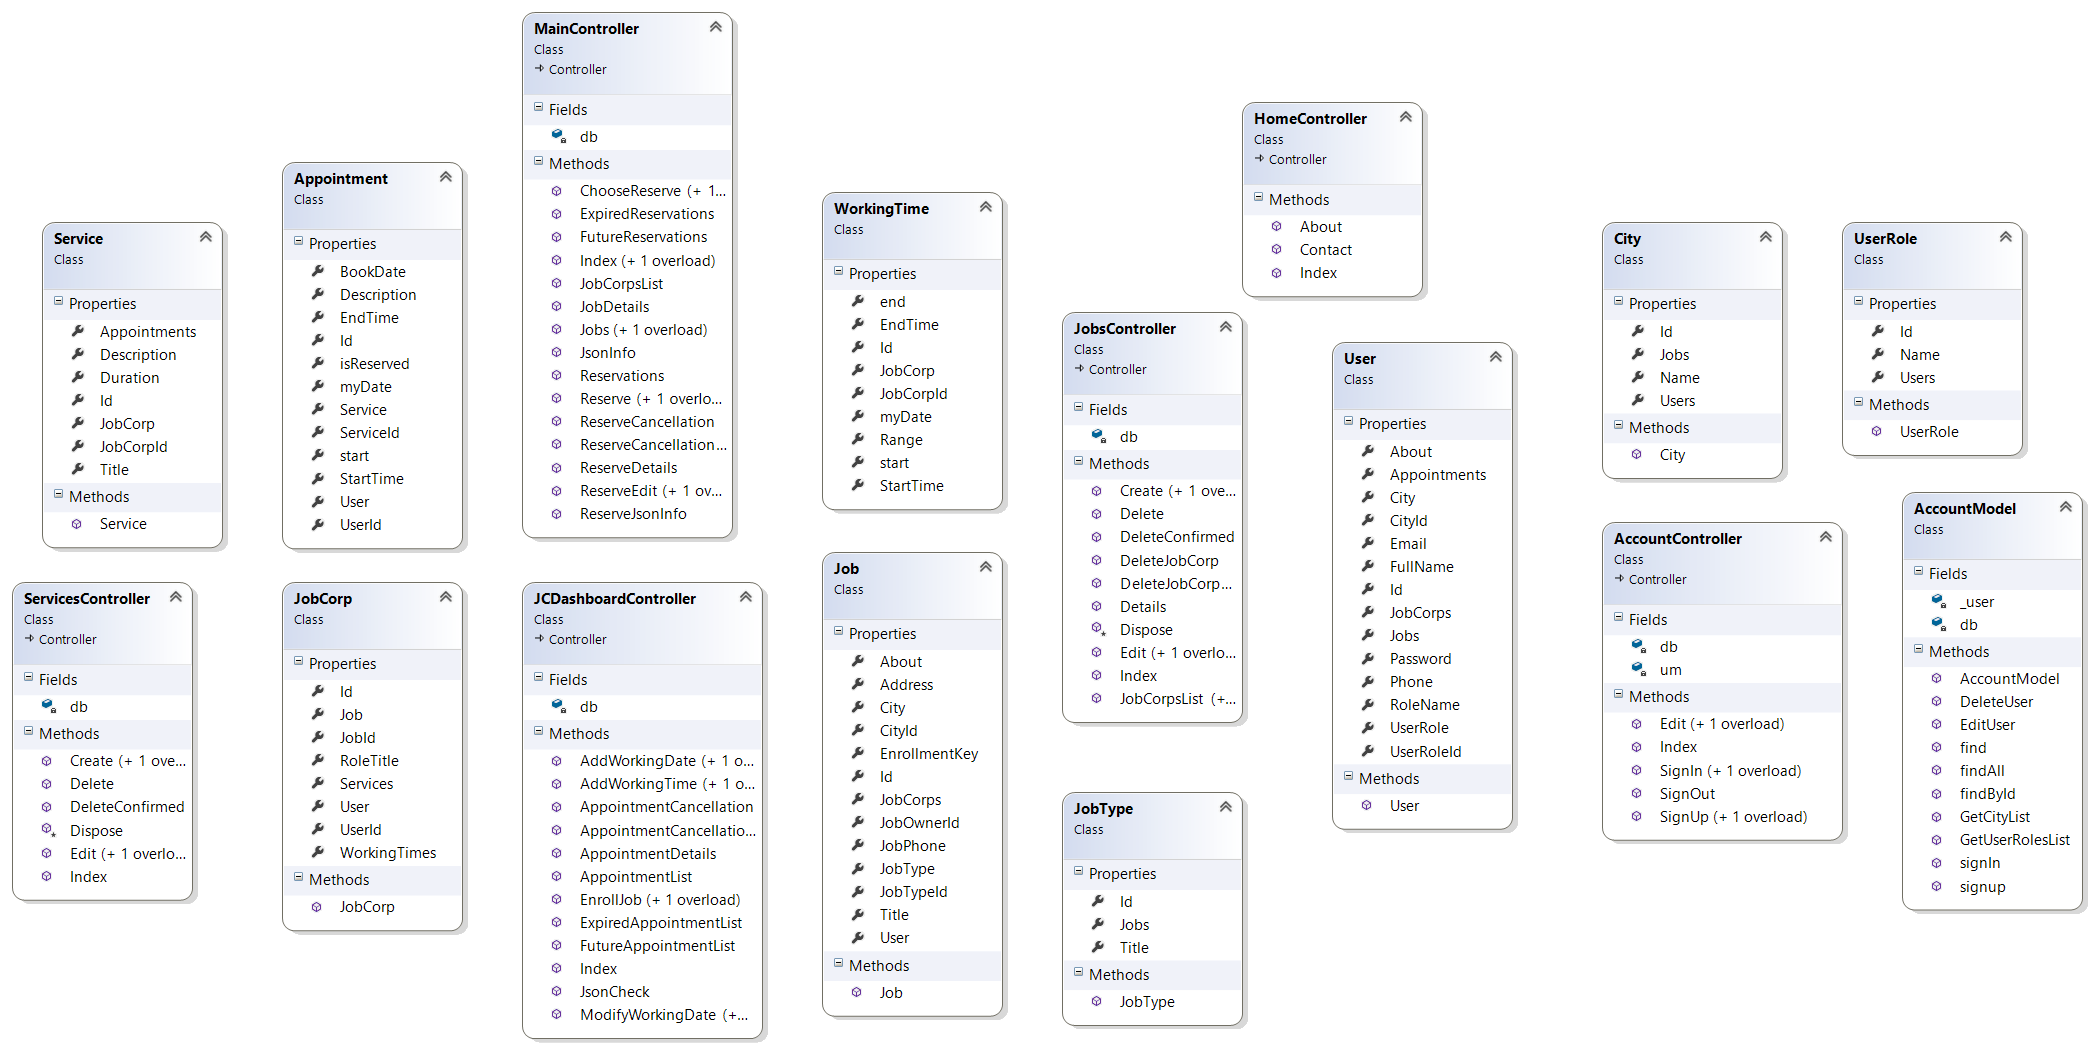 Service
Class
Properties
Appointments
Description
Duration
Id
JobCorp
JobCorpId
Title
Methods
Service
ServicesController
Class
Controller
Fields
db
Methods
Create (+ 1 ove...
Delete
DeleteConfirmed
Dispose
Edit (+ 1 overlo...
Index
Appointment
Class
Properties
BookDate
Description
EndTime
Id
isReserved
myDate
Service
ServiceId
start
StartTime
User
UserId
JobCorp
Class
Properties
Id
Job
JobId
RoleTitle
Services
User
UserId
WorkingTimes
Methods
JobCorp
MainController
Class
Controller
Fields
db
Methods
ChooseReserve (+ 1...
ExpiredReservations
FutureReservations
Index (+ 1 overload)
JobCorpsList
JobDetails
Jobs (+ 1 overload)
JsonInfo
Reservations
Reserve (+ 1 overlo...
ReserveCancellation
ReserveCancellation...
ReserveDetails
ReserveEdit (+ 1 ov...
ReserveJsonInfo
JCDashboardController
Class
Controller
Fields
db
Methods
AddWorkingDate (+ 1 o...
AddWorkingTime (+ 1 o...
AppointmentCancellation
AppointmentCancellatio...
AppointmentDetails
AppointmentList
EnrollJob (+ 1 overload)
ExpiredAppointmentList
FutureAppointmentList
Index
JsonCheck
ModifyWorkingDate (+...
WorkingTime
Class
Properties
end
EndTime
Id
JobCorp
JobCorpId
myDate
Range
start
StartTime
Job
Class
Properties
About
Address
City
CityId
EnrollmentKey
Id
JobCorps
JobOwnerId
JobPhone
JobType
JobTypeId
Title
User
Methods
Job
JobsController
Class
Controller
Fields
db
Methods
Create (+ 1 ove...
Delete
DeleteConfirmed
DeleteJobCorp
DeleteJobCorp...
Details
Dispose
Edit (+ 1 overlo...
Index
JobCorpsList (+...
JobType
Class
Properties
Id
Jobs
Title
Methods
JobType
HomeController
Class
Controller
Methods
About
Contact
Index
User
Class
Properties
About
Appointments
City
CityId
Email
FullName
Id
JobCorps
Jobs
Password
Phone
RoleName
UserRole
UserRoleId
Methods
User
City
Class
Properties
Id
Jobs
Name
Users
Methods
City
AccountController
Class
Controller
Fields
db
um
Methods
Edit (+ 1 overload)
Index
SignIn (+ 1 overload)
SignOut
SignUp (+ 1 overload)
UserRole
Class
Properties
Id
Name
Users
Methods
UserRole
AccountModel
Class
Fields
_user
db
Methods
AccountModel
DeleteUser
EditUser
find
findAll
findById
GetCityList
GetUserRolesList
signIn
signup